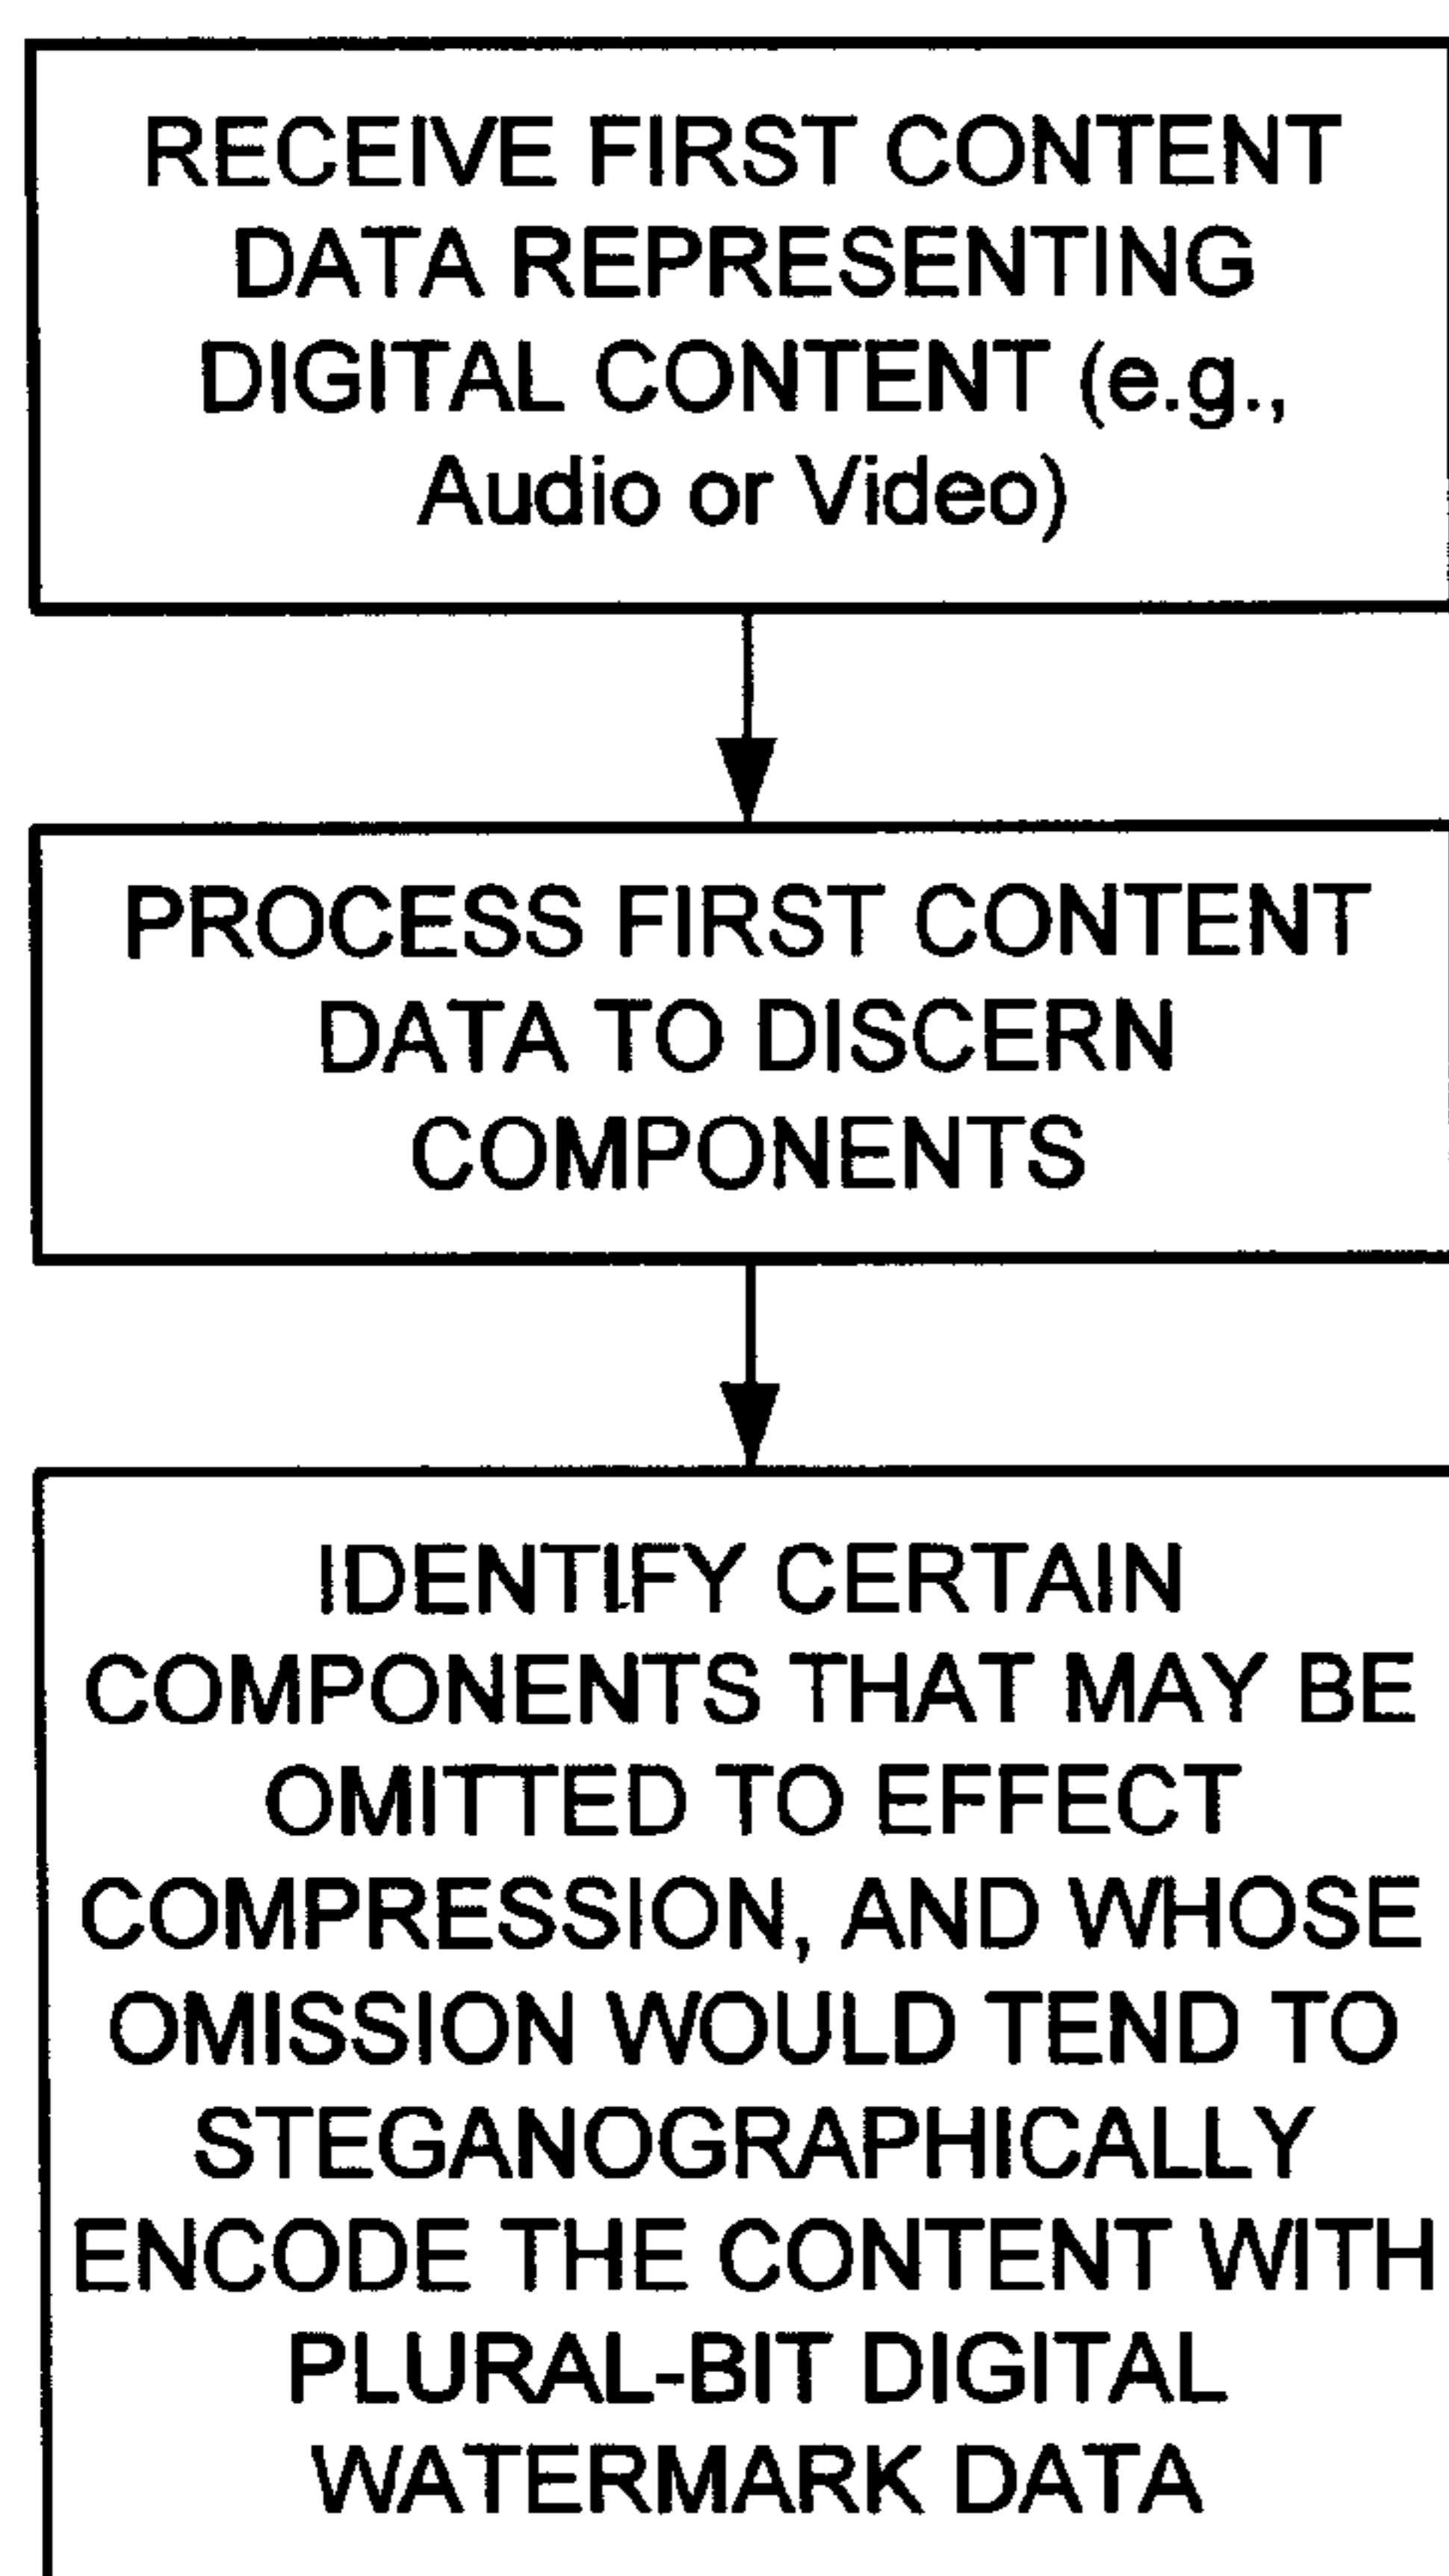 RECEIVE FIRST CONTENT
DATA REPRESENTING
DIGITAL CONTENT (e.g.,
Audio or Video)
PROCESS FIRST CONTENT
DATA TO DISCERN
COMPONENTS
IDENTIFY CERTAIN
COMPONENTS THAT MAY BE
OMITTED TO EFFECT
COMPRESSION, AND WHOSE
OMISSION WOULD TEND TO
STEGANOGRAPHICALLY
ENCODE THE CONTENT WITH
PLURAL-BIT DIGITAL
WATERMARK DATA